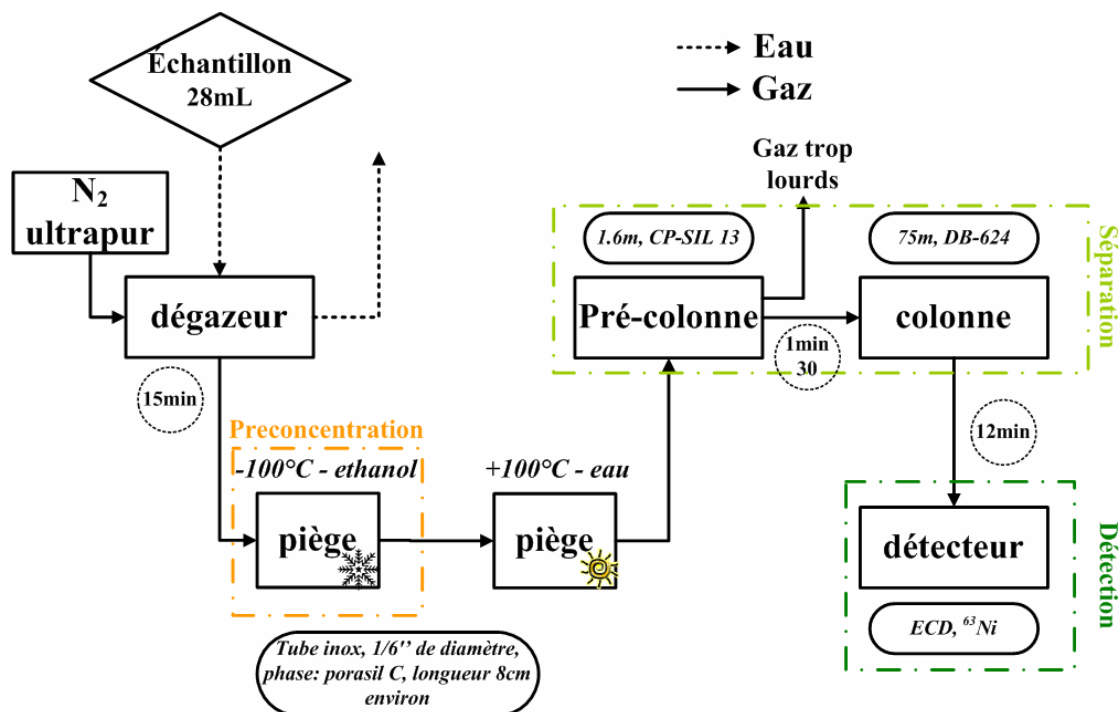 Échantillon
28mL
Eau
Gaz
N2
ultrapur
Gaz trop
lourds
1.6m, CP-SIL 13
75m, DB-624
Séparation
dégazeur
Pré-colonne
colonne
1min
30
15min
12min
Preconcentration
-100°C - ethanol
+100°C - eau
piège
piège
détecteur
Détection
ECD, ⁶³Ni
Tube inox, 1/6'' de diamètre,
phase: porasil C, longueur 8cm
environ